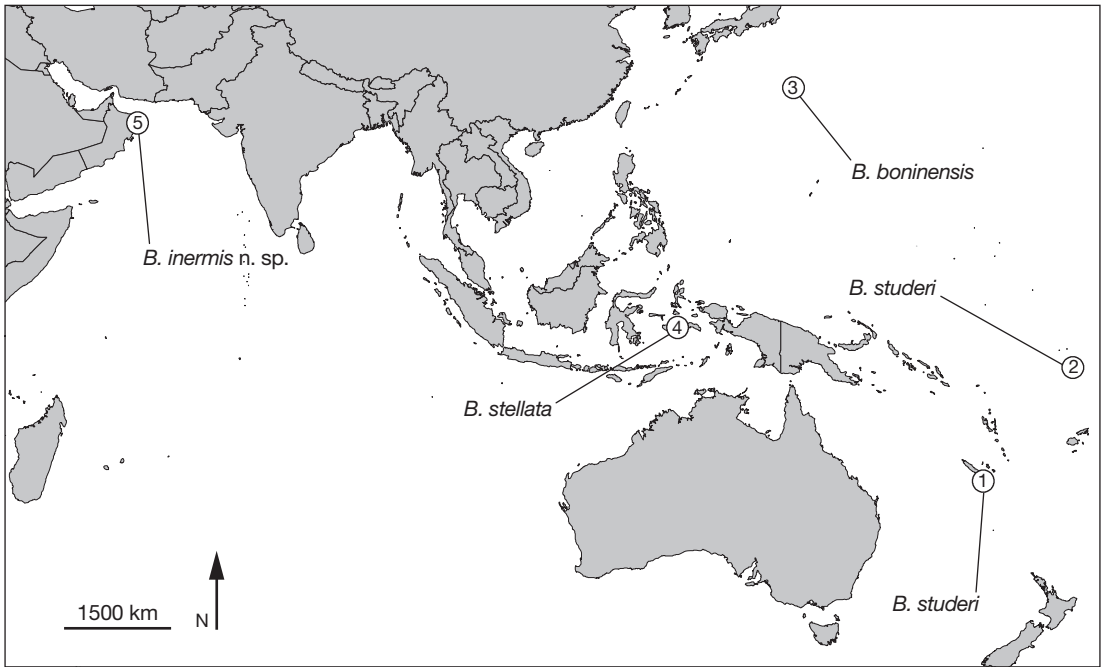 3
5
B. boninensis
B. inermis n. sp.
B. studeri
4
2
B. stellata
1
1500 km
N
B. studeri